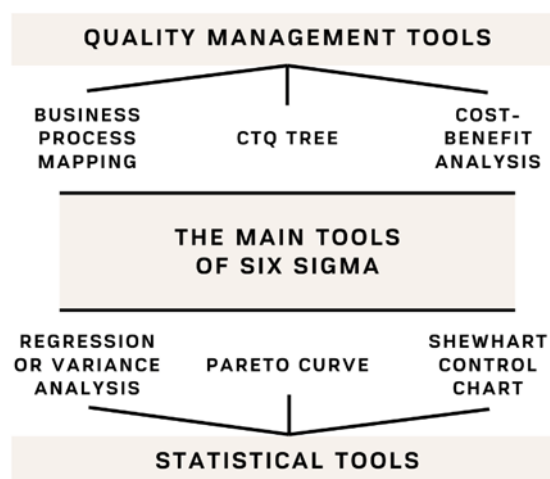 QUALITY MANAGEMENT TOOLS
BUSINESS
PROCESS
MAPPING
CTQ TREE
COST-
BENEFIT
ANALYSIS
THE MAIN TOOLS
OF SIX SIGMA
REGRESSION
OR VARIANCE
ANALYSIS
PARETO CURVE
SHEWHART
CONTROL
CHART
STATISTICAL TOOLS